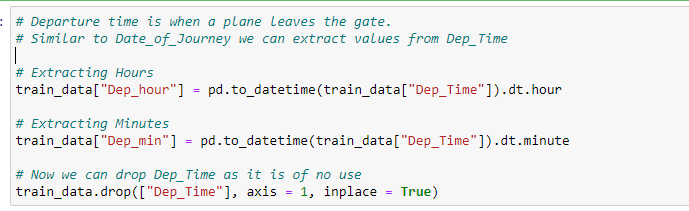 # Departure time is when a plane leaves the gate.
# Similar to Date_of_Journey we can extract values from Dep_Time
# Extracting Hours
train_data["Dep_hour"] = pd.to_datetime(train_data["Dep_Time"]).dt.hour
# Extracting Minutes
train_data["Dep_min"] = pd.to_datetime(train_data["Dep_Time"]).dt.minute
# Now we can drop Dep_Time as it is of no use
train_data.drop(["Dep_Time"], axis = 1, inplace = True)